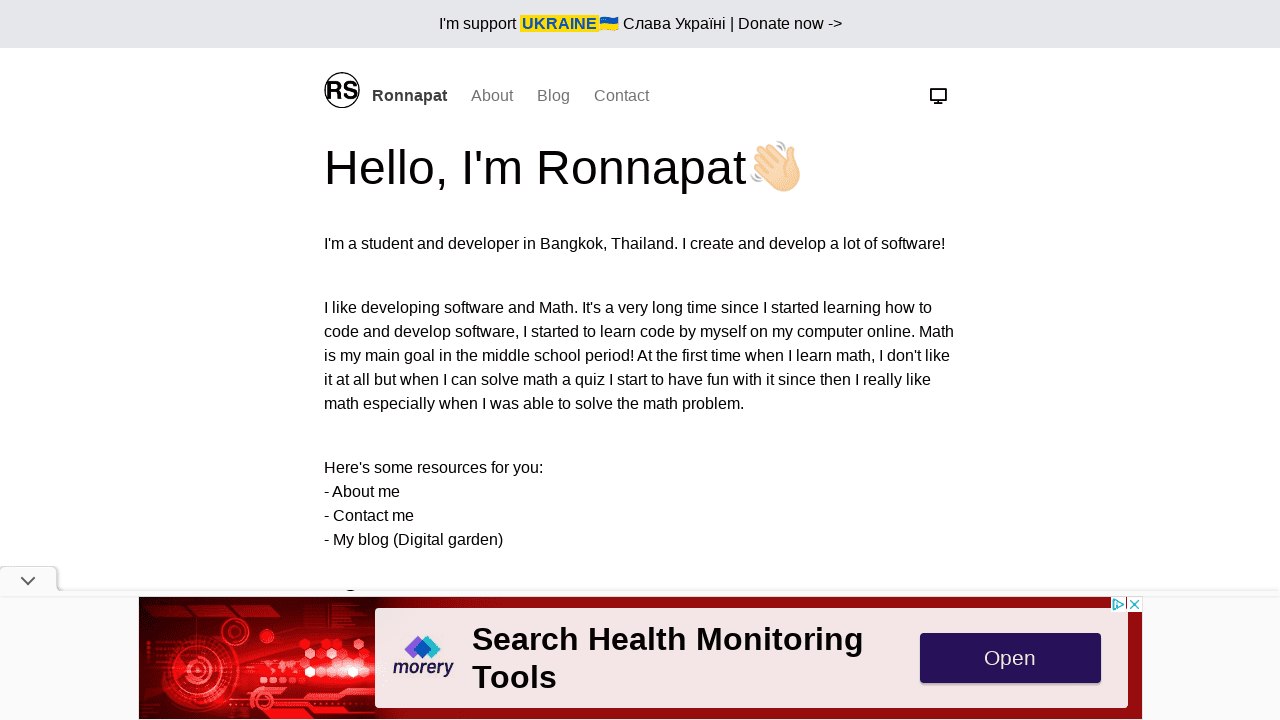 I'm support UKRAINE🇺🇦 Слава Україні | Donate now ->
RS Ronnapat About Blog Contact
Hello, I'm Ronnapat👋🏻
I'm a student and developer in Bangkok, Thailand. I create and develop a lot of software!
I like developing software and Math. It's a very long time since I started learning how to
code and develop software, I started to learn code by myself on my computer online. Math
is my main goal in the middle school period! At the first time when I learn math, I don't like
it at all but when I can solve math a quiz I start to have fun with it since then I really like
math especially when I was able to solve the math problem.
Here's some resources for you:
- About me
- Contact me
- My blog (Digital garden)
morery
Search Health Monitoring
Tools
Open